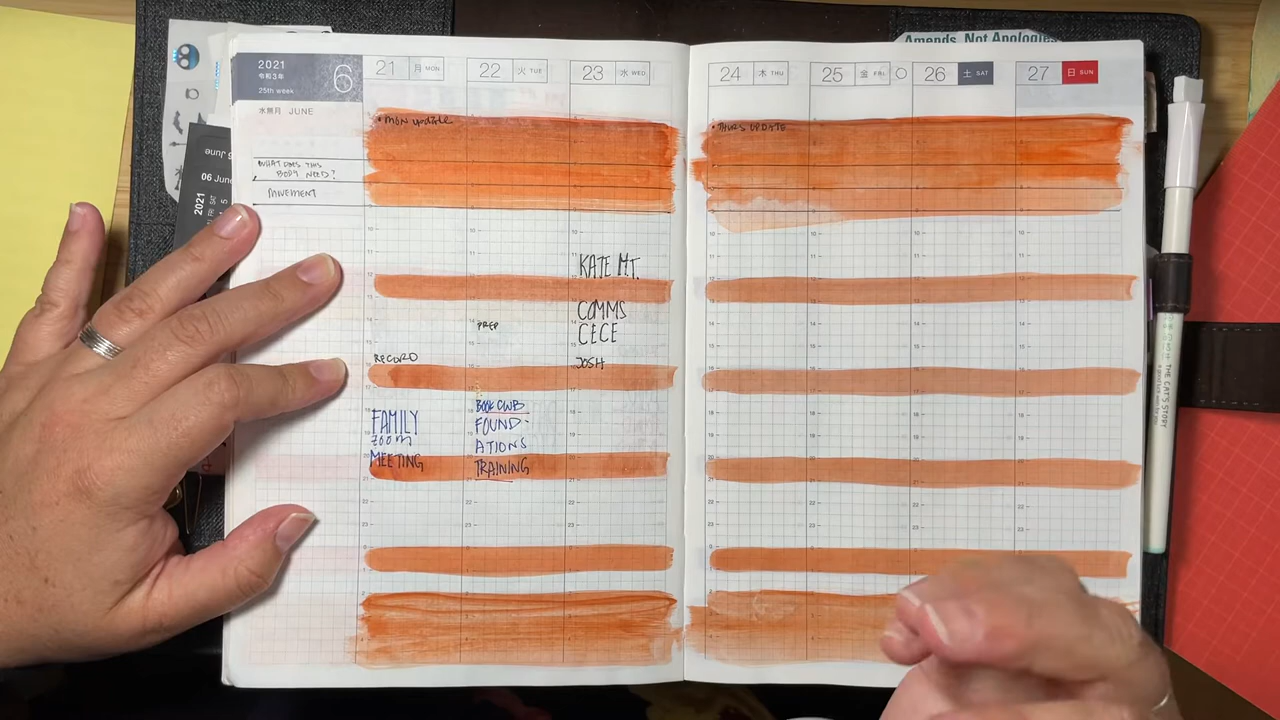 Amends, Not Apologies
2021
令和3年
25th week
6
21 月 MON
22 火 TUE
23 水 WED
24 木 THU
25 金 FRI
26 土 SAT
27 日 SUN
水無月 JUNE
• MON UPDATE
• THURS UPDATE
WHAT DOES THIS
BODY NEED?
MOVEMENT
06 June
2021
KATE MT.
COMMS
CECE
PREP
RECORD
JOSH
BOOK CLUB
FAMILY
ZOOM
MEETING
FOUND-
ATIONS
TRAINING
THE CAT'S STORY